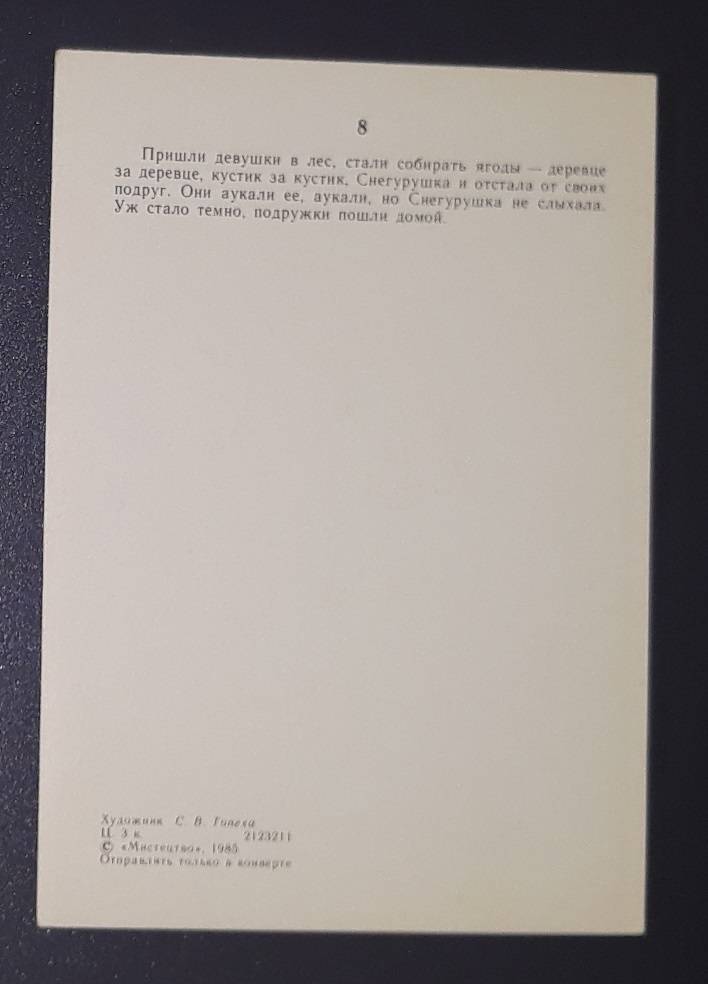 8
Пришли девушки в лес, стали собирать ягоды — деревце
за деревце, кустик за кустик, Снегурушка и отстала от своих
подруг. Они аукали ее, аукали, но Снегурушка не слыхала.
Уж стало темно, подружки пошли домой.
Художник С. В.
Ц. 3 к. 2123211
© «Мистецтво», 1985
Отправлять только в конверте